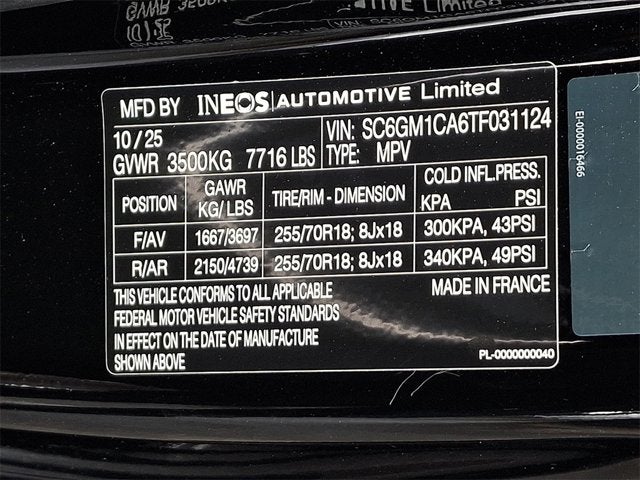 MFD BY INEOS | AUTOMOTIVE Limited
10 / 25
VIN: SC6GM1CA6TF031124
GVWR 3500KG 7716 LBS TYPE: MPV
POSITION GAWR KG/ LBS TIRE/RIM - DIMENSION COLD INFL.PRESS. KPA PSI
F/AV 1667/3697 255/70R18; 8Jx18 300KPA, 43PSI
R/AR 2150/4739 255/70R18; 8Jx18 340KPA, 49PSI
THIS VEHICLE CONFORMS TO ALL APPLICABLE
FEDERAL MOTOR VEHICLE SAFETY STANDARDS
IN EFFECT ON THE DATE OF MANUFACTURE
SHOWN ABOVE
MADE IN FRANCE
PL-0000000040
EI-0000016466